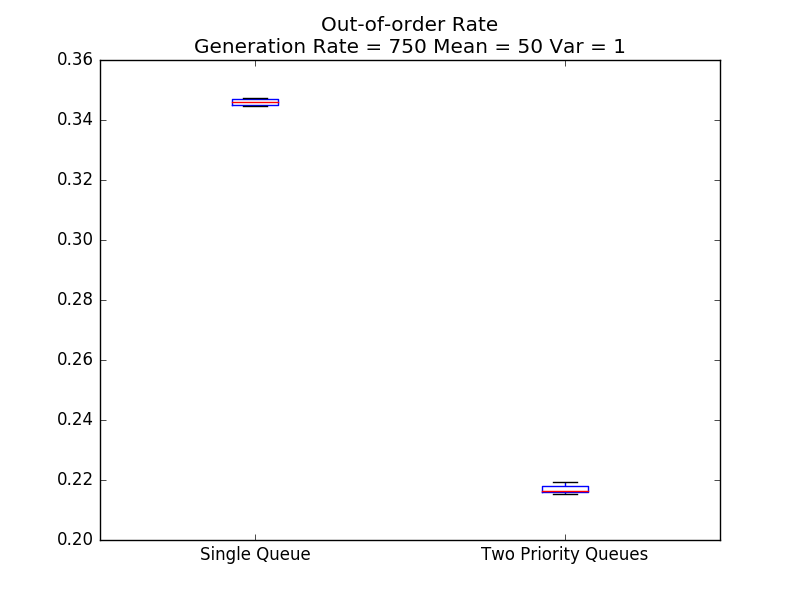 Out-of-order Rate
Generation Rate = 750 Mean = 50 Var = 1
0.36
0.34
0.32
0.30
0.28
0.26
0.24
0.22
0.20
Single Queue
Two Priority Queues